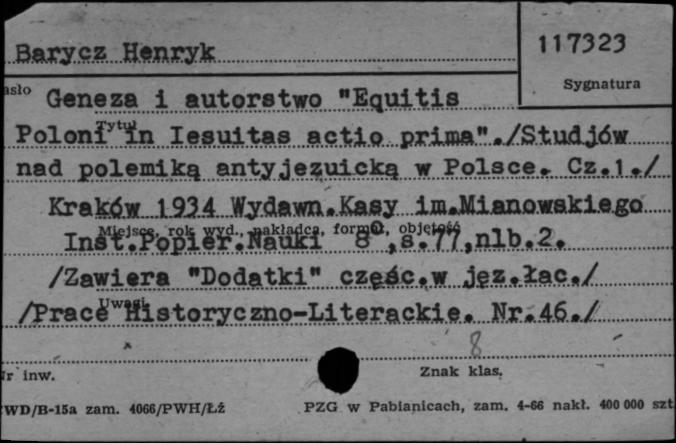 Barycz Henryk
117323
asło
Sygnatura
Geneza i autorstwo "Equitis
Tytuł
Poloni in Iesuitas actio prima"./Studjów
nad polemiką antyjezuicką w Polsce. Cz.1./
Kraków 1934 Wydawn.Kasy im.Mianowskiego
Miejsce, rok wyd., nakładca, format, objętość
Inst.Popier.Nauki 8°,s.77,nlb.2.
/Zawiera "Dodatki" częśc.w jęz.łac./
Uwagi
/Prace Historyczno-Literackie. Nr.46./
8
Nr inw.
Znak klas.
WD/B-15a zam. 4066/PWH/Łź
PZG w Pabianicach, zam. 4-66 nakł. 400 000 szt